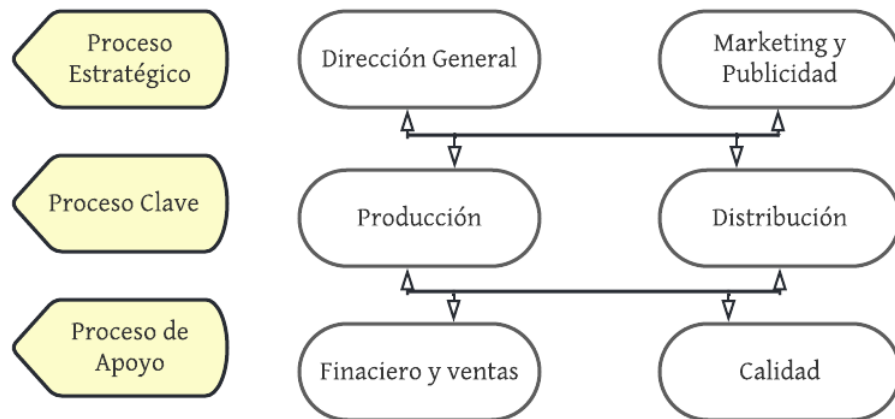 Proceso
Estratégico
Dirección General
Marketing y
Publicidad
Proceso Clave
Producción
Distribución
Proceso de
Apoyo
Finaciero y ventas
Calidad